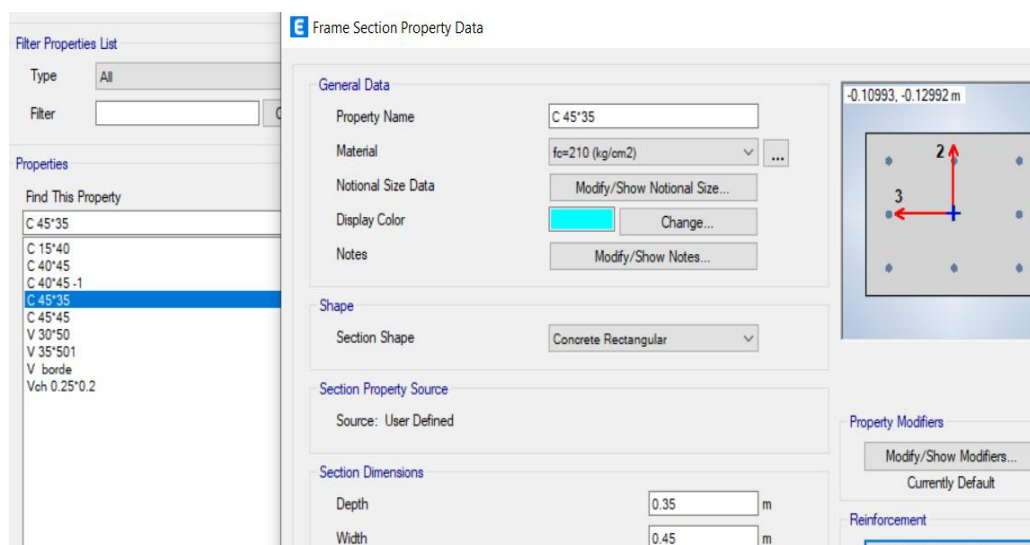 Filter Properties List
Type All
Filter
Properties
Find This Property
C 45*35
C 15*40
C 40*45
C 40*45 -1
C 45*35
C 45*45
V 30*50
V 35*501
V borde
Vch 0.25*0.2
E Frame Section Property Data
General Data
Property Name C 45*35
Material fc=210 (kg/cm2) ...
Notional Size Data Modify/Show Notional Size...
Display Color Change...
Notes Modify/Show Notes...
Shape
Section Shape Concrete Rectangular
Section Property Source
Source: User Defined
Section Dimensions
Depth 0.35 m
Width 0.45 m
-0.10993, -0.12992 m
2
3
Property Modifiers
Modify/Show Modifiers...
Currently Default
Reinforcement